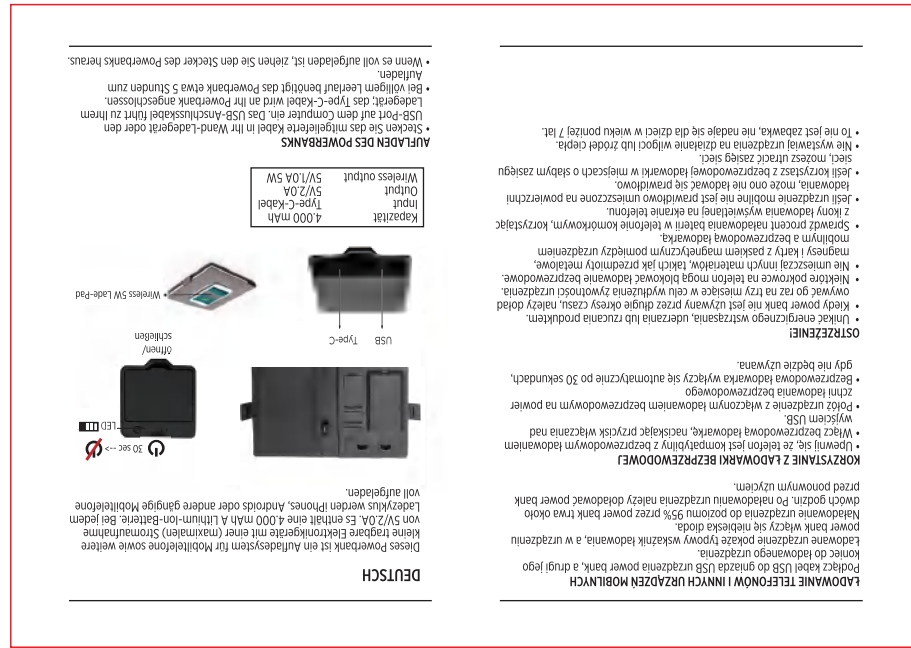 ŁADOWANIE TELEFONÓW I INNYCH URZĄDZEŃ MOBILNYCH
Podłącz kabel USB do gniazda USB urządzenia power bank, a drugi jego
koniec do ładowanego urządzenia.
Ładowane urządzenie pokaże typowy wskaźnik ładowania, a w urządzeniu
power bank włączy się niebieska dioda.
Naładowanie urządzenia do poziomu 95% przez power bank trwa około
dwóch godzin. Po naładowaniu urządzenia należy doładować power bank
przed ponownym użyciem.
KORZYSTANIE Z ŁADOWARKI BEZPRZEWODOWEJ
• Upewnij się, że telefon jest kompatybilny z bezprzewodowym ładowaniem
• Włącz bezprzewodową ładowarkę, naciskając przycisk włączania nad
wyjściem USB.
• Połóż urządzenie z włączonym ładowaniem bezprzewodowym na powier
zchni ładowania bezprzewodowego
• Bezprzewodowa ładowarka wyłączy się automatycznie po 30 sekundach,
gdy nie będzie używana.
OSTRZEŻENIE!
• Unikać energicznego wstrząsania, uderzania lub rzucania produktem.
• Kiedy power bank nie jest używany przez długie okresy czasu, należy doład
owywać go raz na trzy miesiące w celu wydłużenia żywotności urządzenia.
• Niektóre pokrowce na telefon mogą blokować ładowanie bezprzewodowe.
• Nie umieszczaj innych materiałów, takich jak przedmioty metalowe,
magnesy i karty z paskiem magnetycznym pomiędzy urządzeniem
mobilnym a bezprzewodową ładowarką.
• Sprawdź procent naładowania baterii w telefonie komórkowym, korzystając
z ikony ładowania wyświetlanej na ekranie telefonu.
• Jeśli urządzenie mobilne nie jest prawidłowo umieszczone na powierzchni
ładowania, może ono nie ładować się prawidłowo.
• Jeśli korzystasz z bezprzewodowej ładowarki w miejscach o słabym zasięgu
sieci, możesz utracić zasięg sieci.
• Nie wystawiaj urządzenia na działanie wilgoci lub źródeł ciepła.
• To nie jest zabawka, nie nadaje się dla dzieci w wieku poniżej 7 lat.
DEUTSCH
Dieses Powerbank ist ein Aufladesystem für Mobiltelefone sowie weitere
kleine tragbare Elektronikgeräte mit einer (maximalen) Stromaufnahme
von 5V/2.0A. Es enthält eine 4.000 mAh A Lithium-Ion-Batterie. Bei jedem
Ladezyklus werden iPhones, Androids oder andere gängige Mobiltelefone
voll aufgeladen.
30 sec -->
LED
öffnen/
schließen
USB
Type-C
• Wireless 5W Lade-Pad
Kapazität 4.000 mAh
Input Type-C-Kabel
Output 5V/2.0A
Wireless output 5V/1.0A 5W
AUFLADEN DES POWERBANKS
• Stecken Sie das mitgelieferte Kabel in Ihr Wand-Ladegerät oder den
USB-Port auf dem Computer ein. Das USB-Anschlusskabel führt zu Ihrem
Ladegerät; das Type-C-Kabel wird an Ihr Powerbank angeschlossen.
• Bei völligem Leerlauf benötigt das Powerbank etwa 5 Stunden zum
Aufladen.
• Wenn es voll aufgeladen ist, ziehen Sie den Stecker des Powerbanks heraus.